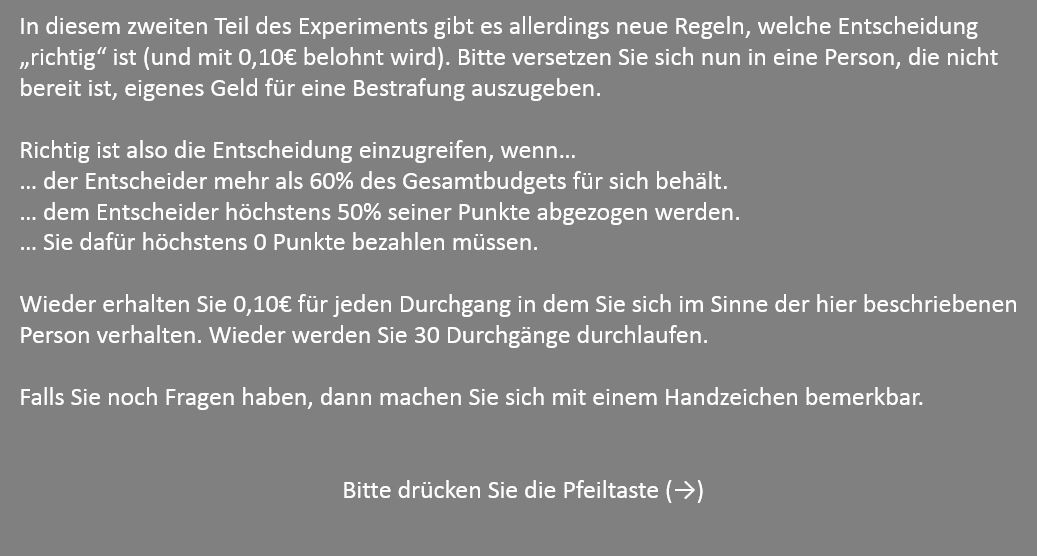 In diesem zweiten Teil des Experiments gibt es allerdings neue Regeln, welche Entscheidung
„richtig“ ist (und mit 0,10€ belohnt wird). Bitte versetzen Sie sich nun in eine Person, die nicht
bereit ist, eigenes Geld für eine Bestrafung auszugeben.
Richtig ist also die Entscheidung einzugreifen, wenn…
… der Entscheider mehr als 60% des Gesamtbudgets für sich behält.
… dem Entscheider höchstens 50% seiner Punkte abgezogen werden.
… Sie dafür höchstens 0 Punkte bezahlen müssen.
Wieder erhalten Sie 0,10€ für jeden Durchgang in dem Sie sich im Sinne der hier beschriebenen
Person verhalten. Wieder werden Sie 30 Durchgänge durchlaufen.
Falls Sie noch Fragen haben, dann machen Sie sich mit einem Handzeichen bemerkbar.
Bitte drücken Sie die Pfeiltaste (→)